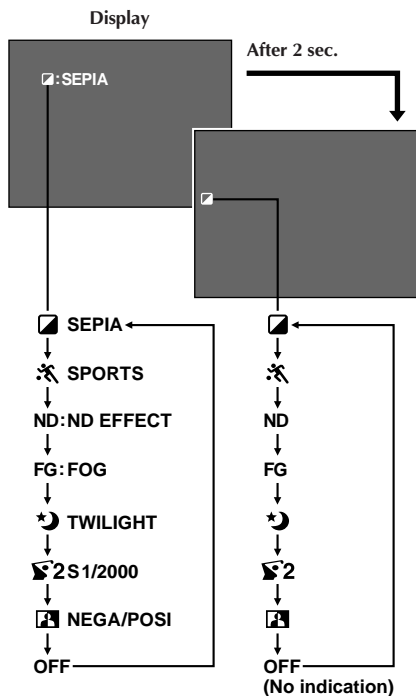 Display
After 2 sec.
:SEPIA
SEPIA
SPORTS
ND:ND EFFECT
ND
FG:FOG
FG
TWILIGHT
2 S1/2000
2
NEGA/POSI
OFF
OFF
(No indication)